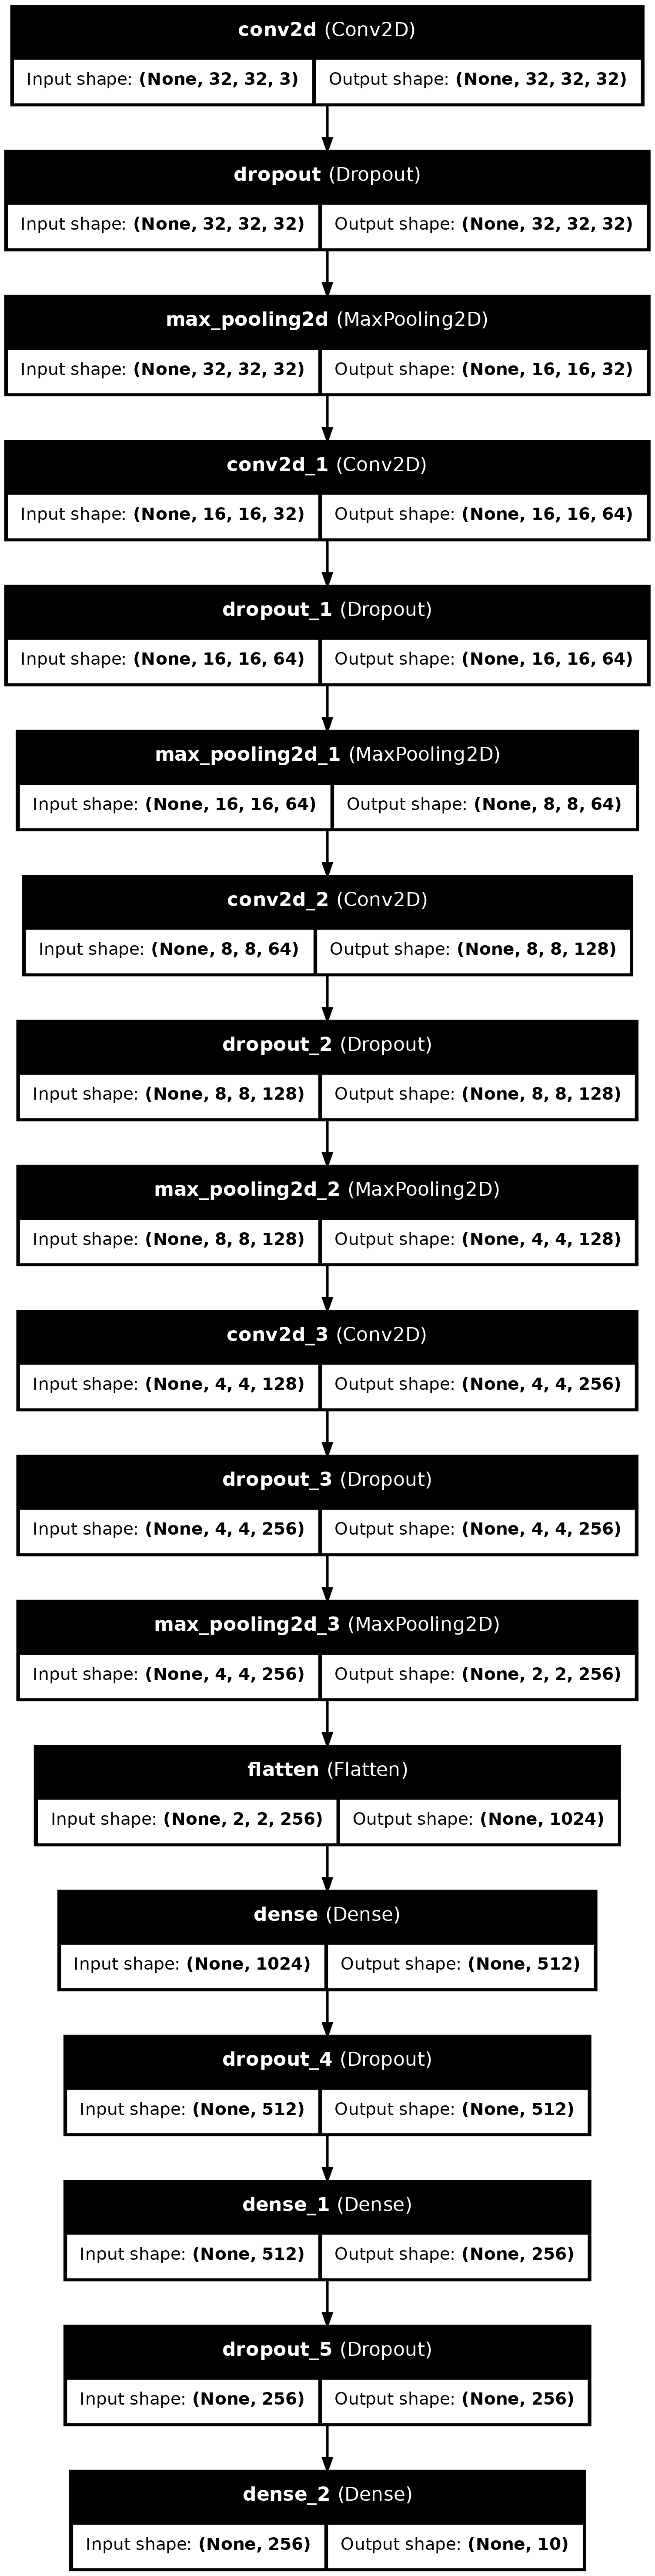 conv2d (Conv2D)
Input shape: (None, 32, 32, 3) Output shape: (None, 32, 32, 32)
dropout (Dropout)
Input shape: (None, 32, 32, 32) Output shape: (None, 32, 32, 32)
max_pooling2d (MaxPooling2D)
Input shape: (None, 32, 32, 32) Output shape: (None, 16, 16, 32)
conv2d_1 (Conv2D)
Input shape: (None, 16, 16, 32) Output shape: (None, 16, 16, 64)
dropout_1 (Dropout)
Input shape: (None, 16, 16, 64) Output shape: (None, 16, 16, 64)
max_pooling2d_1 (MaxPooling2D)
Input shape: (None, 16, 16, 64) Output shape: (None, 8, 8, 64)
conv2d_2 (Conv2D)
Input shape: (None, 8, 8, 64) Output shape: (None, 8, 8, 128)
dropout_2 (Dropout)
Input shape: (None, 8, 8, 128) Output shape: (None, 8, 8, 128)
max_pooling2d_2 (MaxPooling2D)
Input shape: (None, 8, 8, 128) Output shape: (None, 4, 4, 128)
conv2d_3 (Conv2D)
Input shape: (None, 4, 4, 128) Output shape: (None, 4, 4, 256)
dropout_3 (Dropout)
Input shape: (None, 4, 4, 256) Output shape: (None, 4, 4, 256)
max_pooling2d_3 (MaxPooling2D)
Input shape: (None, 4, 4, 256) Output shape: (None, 2, 2, 256)
flatten (Flatten)
Input shape: (None, 2, 2, 256) Output shape: (None, 1024)
dense (Dense)
Input shape: (None, 1024) Output shape: (None, 512)
dropout_4 (Dropout)
Input shape: (None, 512) Output shape: (None, 512)
dense_1 (Dense)
Input shape: (None, 512) Output shape: (None, 256)
dropout_5 (Dropout)
Input shape: (None, 256) Output shape: (None, 256)
dense_2 (Dense)
Input shape: (None, 256) Output shape: (None, 10)